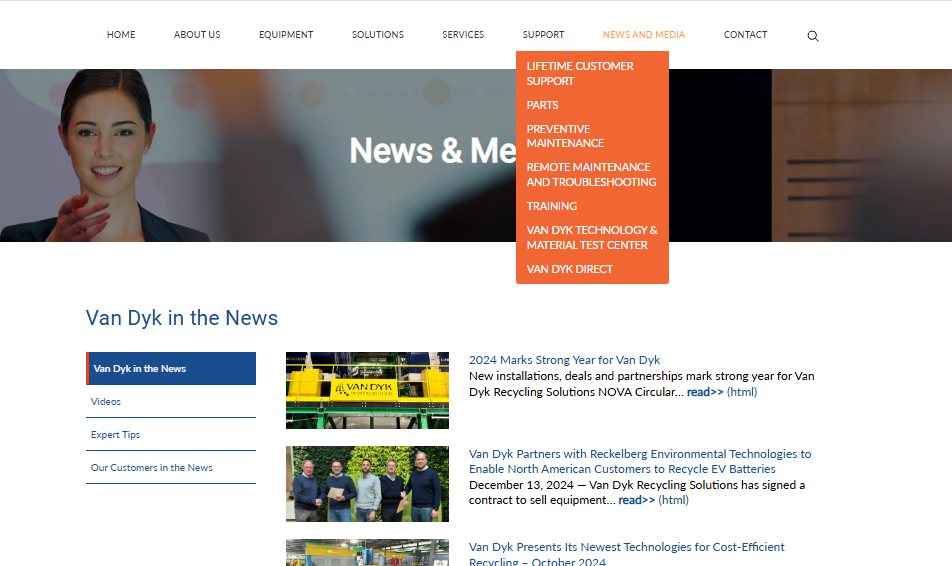 HOME ABOUT US EQUIPMENT SOLUTIONS SERVICES SUPPORT NEWS AND MEDIA CONTACT
LIFETIME CUSTOMER
SUPPORT
PARTS
PREVENTIVE
MAINTENANCE
REMOTE MAINTENANCE
AND TROUBLESHOOTING
TRAINING
VAN DYK TECHNOLOGY &
MATERIAL TEST CENTER
VAN DYK DIRECT
News & Me
Van Dyk in the News
Van Dyk in the News
Videos
Expert Tips
Our Customers in the News
VAN DYK
2024 Marks Strong Year for Van Dyk
New installations, deals and partnerships mark strong year for Van
Dyk Recycling Solutions NOVA Circular... read>> (html)
Van Dyk Partners with Reckelberg Environmental Technologies to
Enable North American Customers to Recycle EV Batteries
December 13, 2024 — Van Dyk Recycling Solutions has signed a
contract to sell equipment... read>> (html)
Van Dyk Presents Its Newest Technologies for Cost-Efficient
Recycling – October 2024